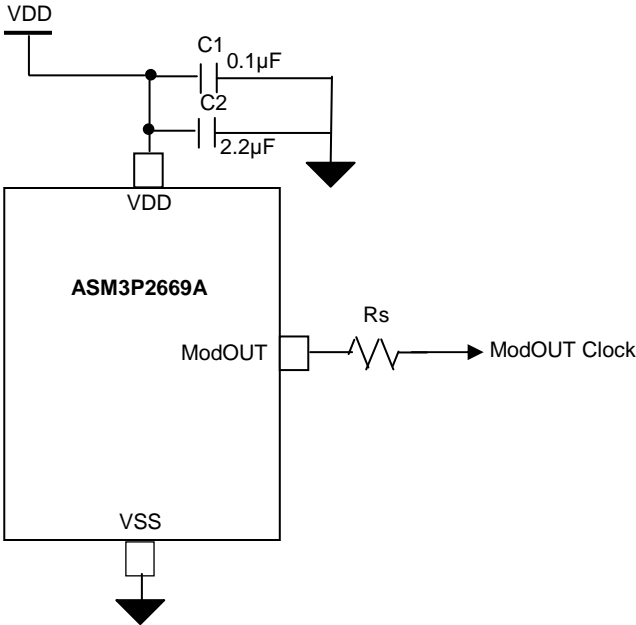 VDD
C1
0.1µF
C2
2.2µF
VDD
ASM3P2669A
Rs
ModOUT
ModOUT Clock
VSS